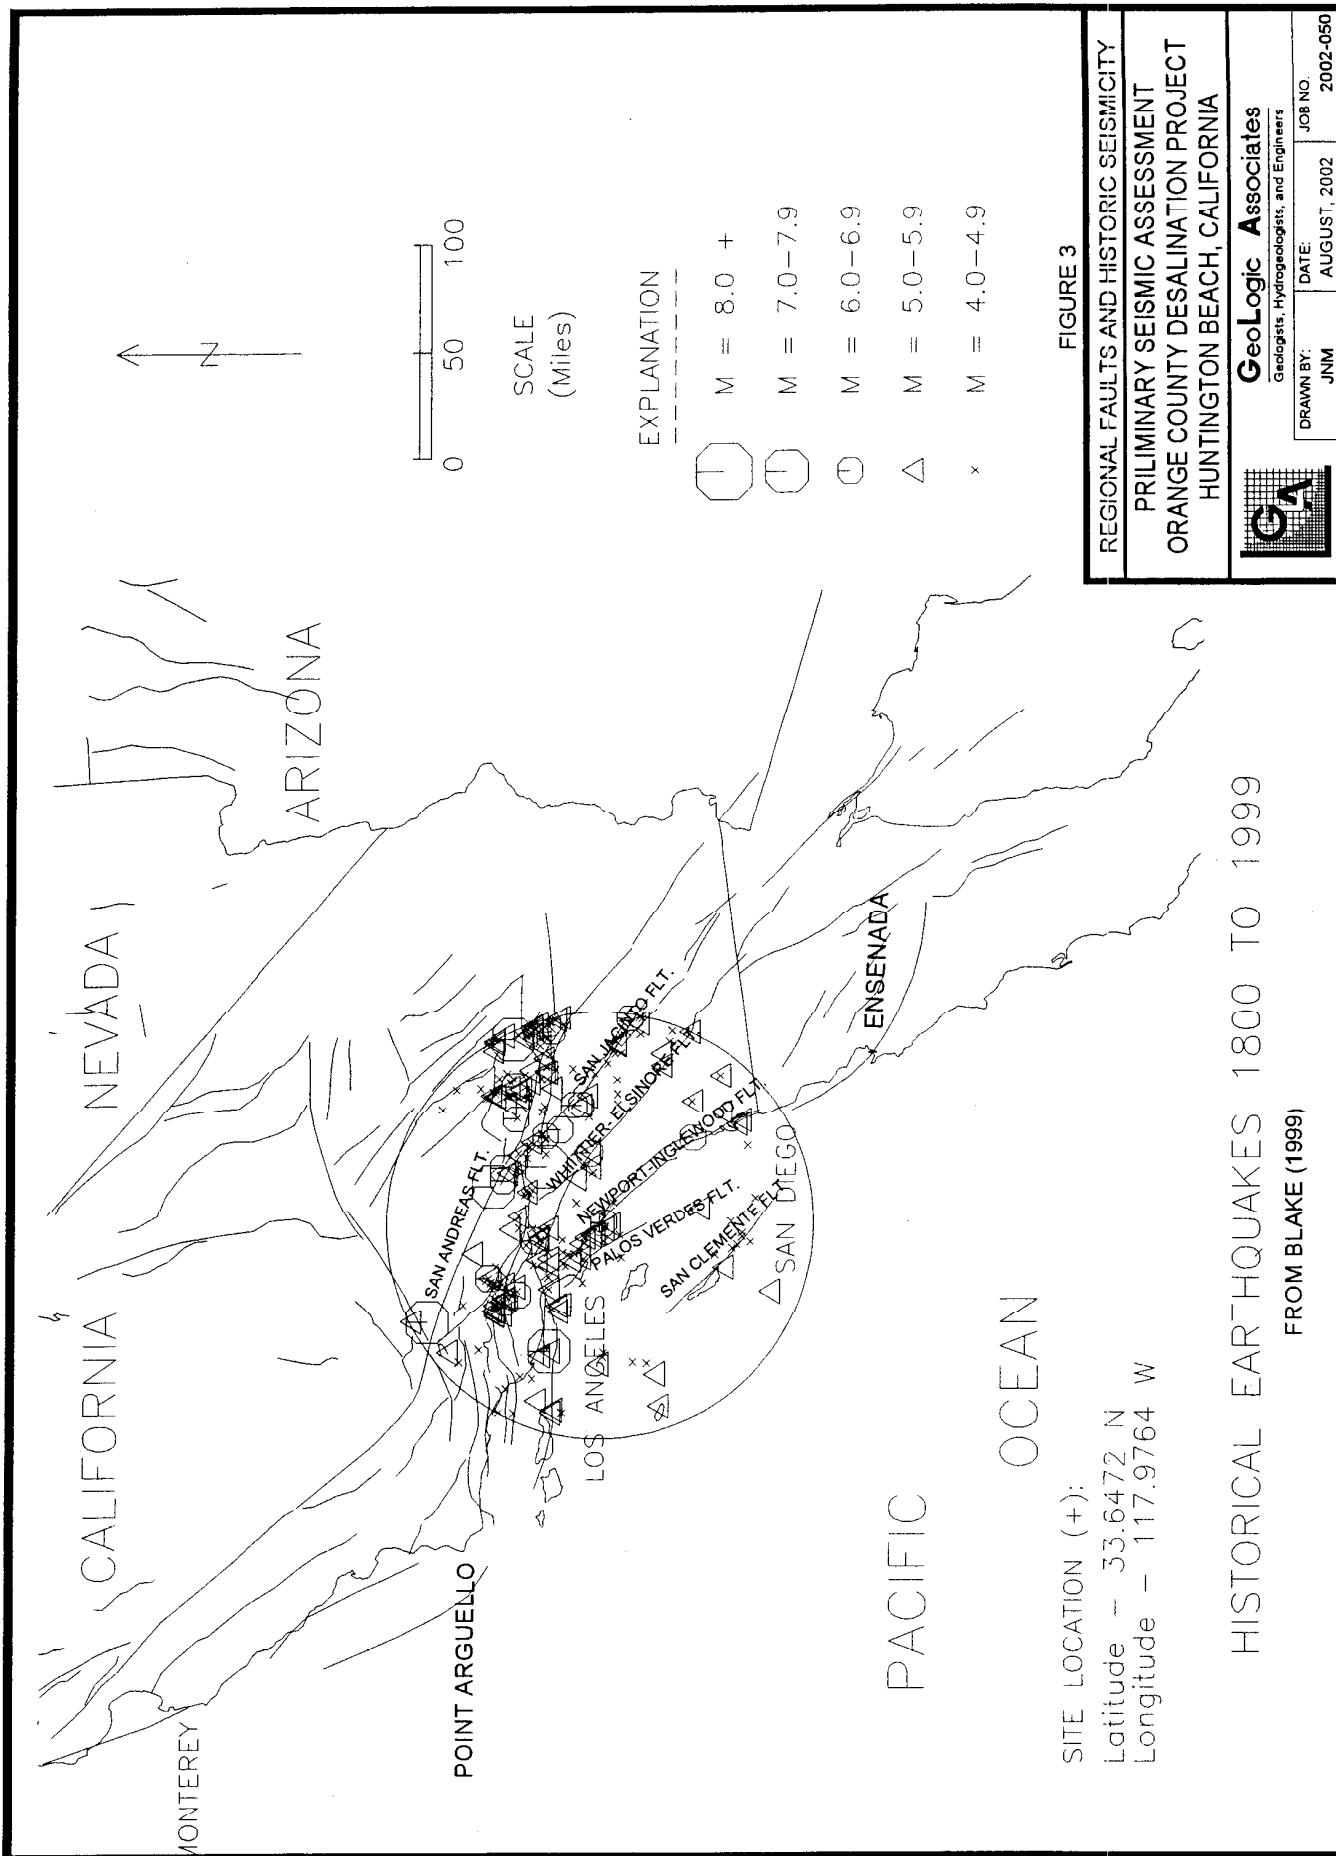 CALIFORNIA
NEVADA
ARIZONA
MONTEREY
POINT ARGUELLO
LOS ANGELES
SAN DIEGO
ENSENADA
PACIFIC
OCEAN
SAN ANDREAS FLT.
SAN JACINTO FLT.
WHITTIER-ELSINORE FLT.
NEWPORT-INGLEWOOD FLT.
PALOS VERDES FLT.
SAN CLEMENTE FLT.
N
0 50 100
SCALE
(Miles)
EXPLANATION
M = 8.0 +
M = 7.0-7.9
M = 6.0-6.9
M = 5.0-5.9
M = 4.0-4.9
SITE LOCATION (+):
Latitude - 33.6472 N
Longitude - 117.9764 W
HISTORICAL EARTHQUAKES 1800 TO 1999
FROM BLAKE (1999)
FIGURE 3
REGIONAL FAULTS AND HISTORIC SEISMICITY
PRILIMINARY SEISMIC ASSESSMENT
ORANGE COUNTY DESALINATION PROJECT
HUNTINGTON BEACH, CALIFORNIA
GA
GeoLogic Associates
Geologists, Hydrogeologists, and Engineers
DRAWN BY: JNM
DATE: AUGUST, 2002
JOB NO. 2002-050